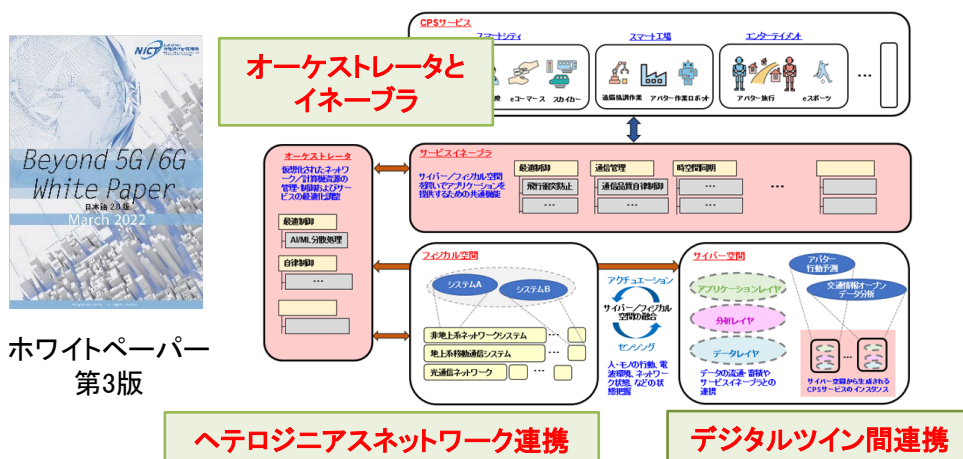 NICT
Beyond 5G/6G
White Paper
日本語 2.0版
March 2022
ホワイトペーパー
第3版
オーケストレータと
イネーブラ
CPSサービス
スマートシティ
eコーマース
スカイカー
スマート工場
遠隔協調作業
アバター作業ロボット
エンターテイメント
アバター旅行
eスポーツ
…
オーケストレータ
仮想化されたネットワ
ーク/計算機資源の
管理・制御およびサー
ビスの最適化調整
最適制御
AI/ML分散処理
自律制御
…
サービスイネーブラ
サイバー/フィジカル空間
を跨いでアプリケーションを
提供するための共通機能
最適制御
飛行衝突防止
…
通信管理
通信品質自律制御
…
時空間同期
…
…
…
フィジカル空間
システムA
システムB
非地上系ネットワークシステム
…
地上系移動通信システム
…
光通信ネットワーク
…
アクチュエーション
サイバー/フィジカル
空間の融合
センシング
人・モノの行動、電
波環境、ネットワー
ク状態、などの状
態把握
サイバー空間
アプリケーションレイヤ
分析レイヤ
データレイヤ
データの流通・蓄積や
サービスイネーブラとの
連携
アバター
行動予測
交通情報オープン
データ分析
…
サイバー空間から生成される
CPSサービスのインスタンス
ヘテロジニアスネットワーク連携
デジタルツイン間連携